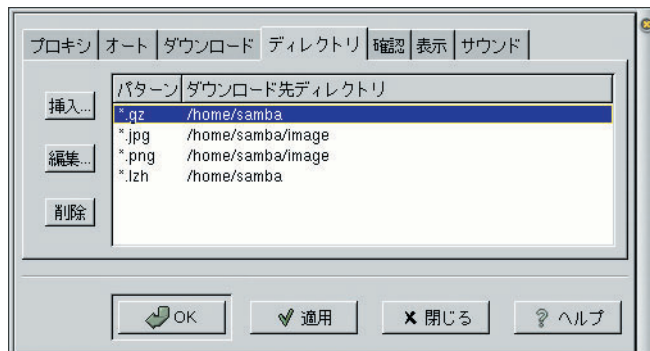 プロキシ オート ダウンロード ディレクトリ 確認 表示 サウンド
挿入...
編集...
削除
パターン ダウンロード先ディレクトリ
*.gz /home/samba
*.jpg /home/samba/image
*.png /home/samba/image
*.lzh /home/samba
OK 適用 閉じる ヘルプ